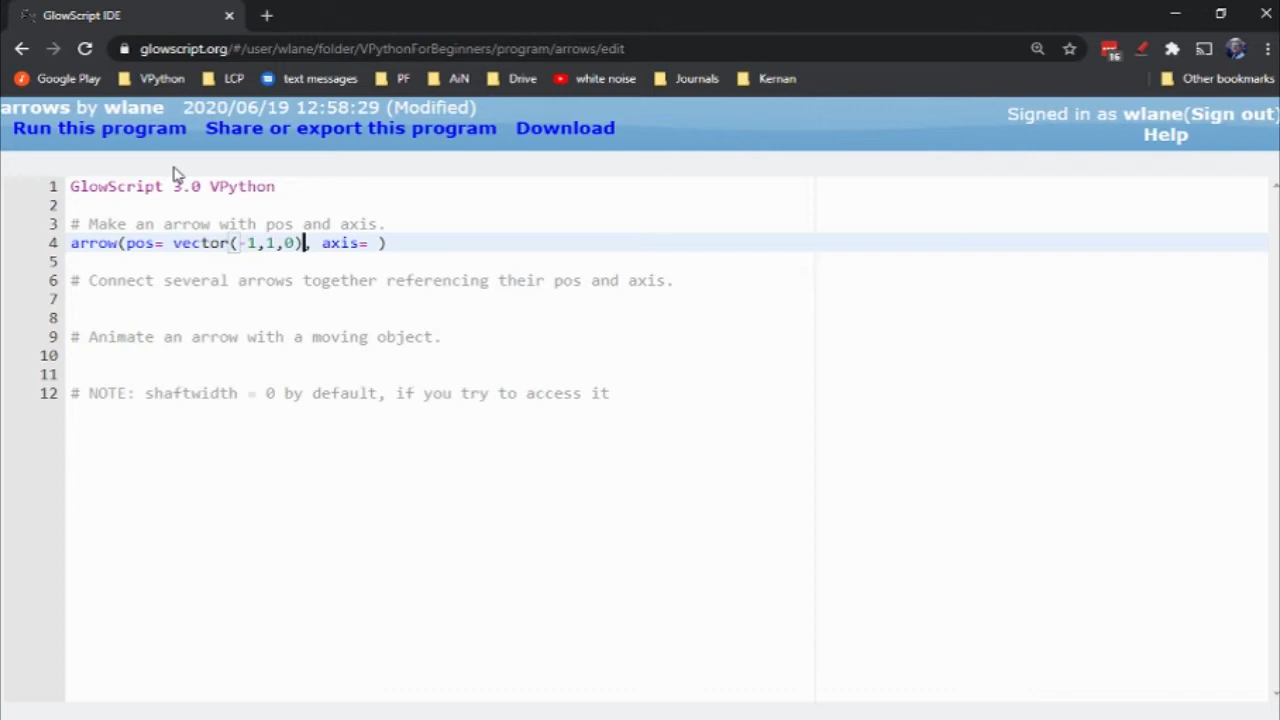 GlowScript IDE
glowscript.org/#/user/wlane/folder/VPythonForBeginners/program/arrows/edit
16
Google Play VPython LCP text messages PF AiN Drive white noise Journals Kernan Other bookmarks
arrows by wlane 2020/06/19 12:58:29 (Modified)
Signed in as wlane(Sign out)
Run this program Share or export this program Download
Help
1 GlowScript 3.0 VPython
2
3 # Make an arrow with pos and axis.
4 arrow(pos= vector(-1,1,0), axis= )
5
6 # Connect several arrows together referencing their pos and axis.
7
8
9 # Animate an arrow with a moving object.
10
11
12 # NOTE: shaftwidth = 0 by default, if you try to access it